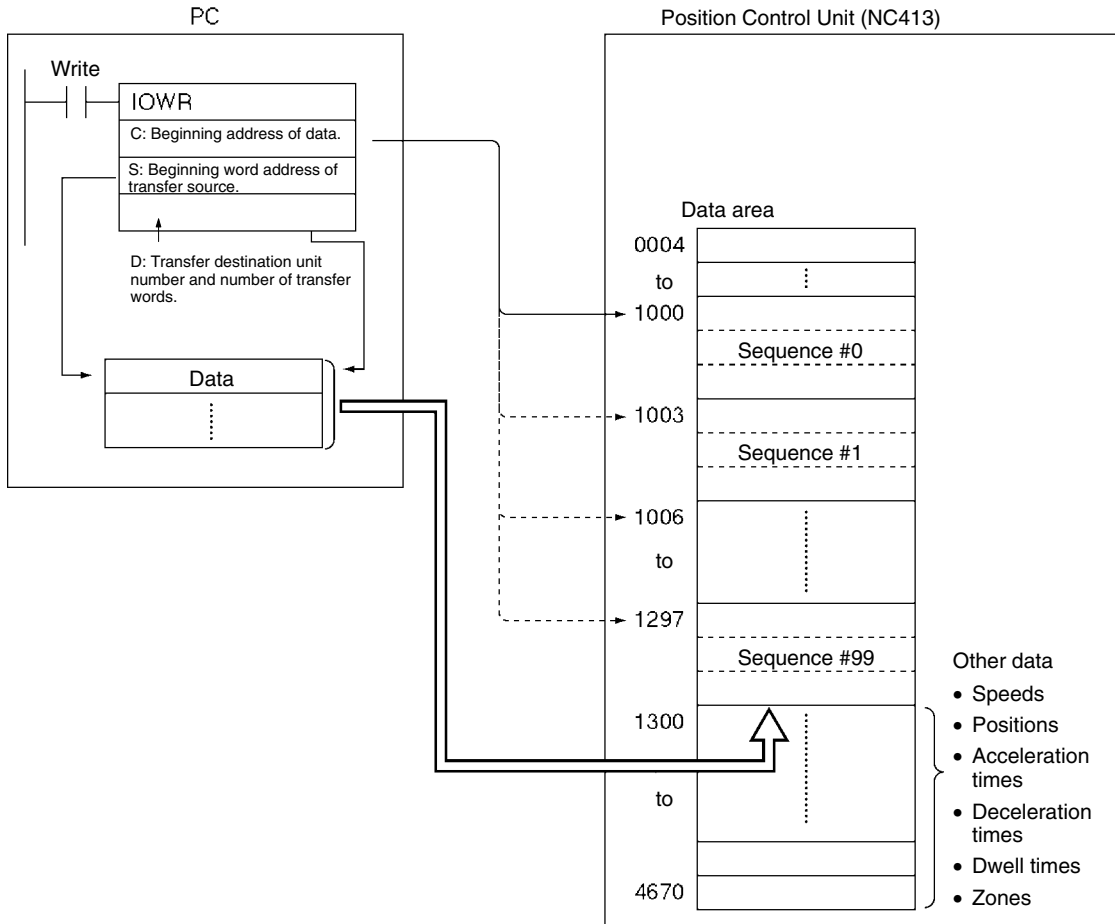 PC
Position Control Unit (NC413)
Write
IOWR
C: Beginning address of data.
S: Beginning word address of
transfer source.
D: Transfer destination unit
number and number of transfer
words.
Data
Data area
0004
to
1000
Sequence #0
1003
Sequence #1
1006
to
1297
Sequence #99
1300
to
4670
Other data
• Speeds
• Positions
• Acceleration
times
• Deceleration
times
• Dwell times
• Zones